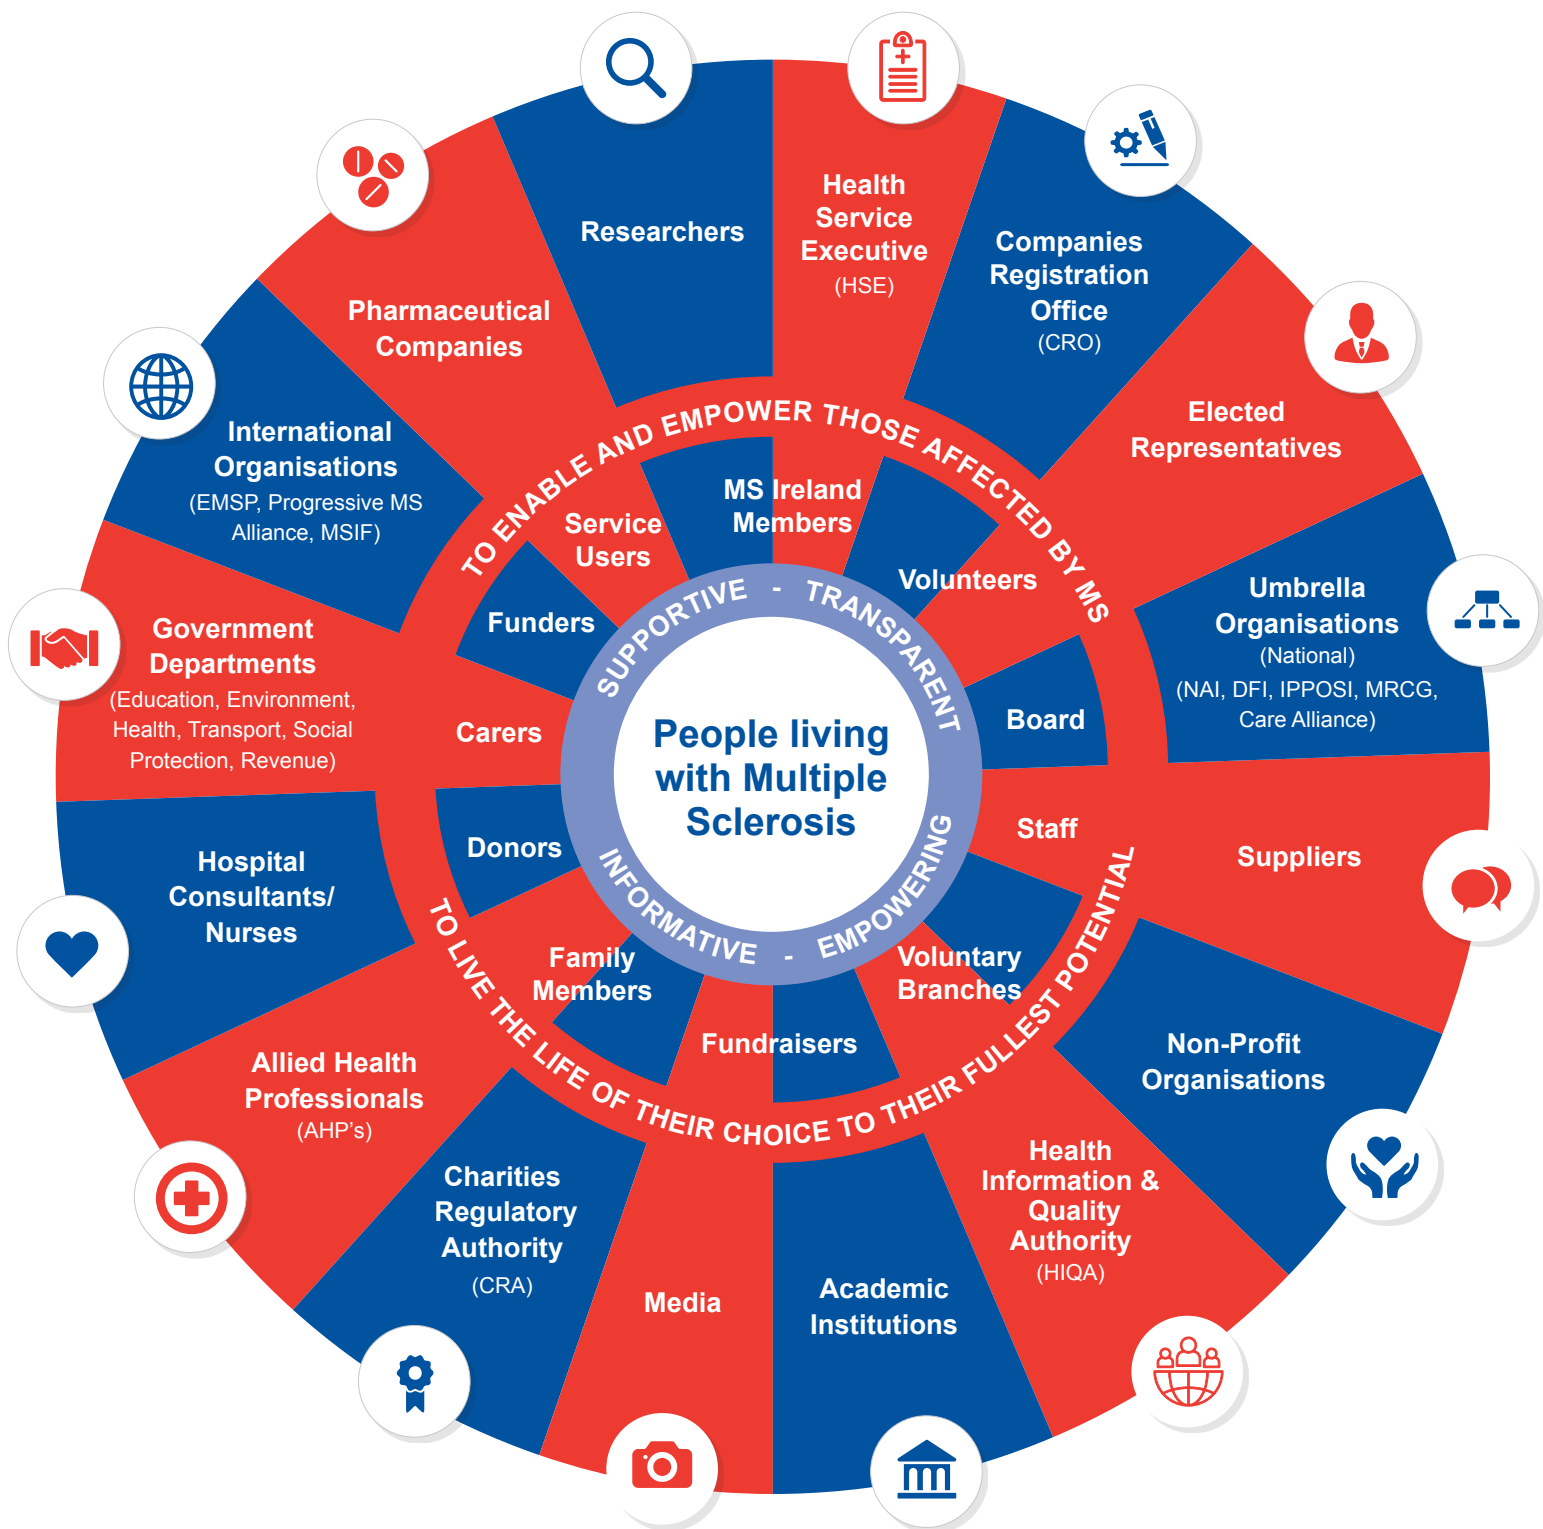 Researchers
Health
Service
Executive
(HSE)
Companies
Registration
Office
(CRO)
Elected
Representatives
Umbrella
Organisations
(National)
(NAI, DFI, IPPOSI, MRCG,
Care Alliance)
Suppliers
Non-Profit
Organisations
Health
Information &
Quality
Authority
(HIQA)
Academic
Institutions
Media
Charities
Regulatory
Authority
(CRA)
Allied Health
Professionals
(AHP's)
Hospital
Consultants/
Nurses
Government
Departments
(Education, Environment,
Health, Transport, Social
Protection, Revenue)
International
Organisations
(EMSP, Progressive MS
Alliance, MSIF)
Pharmaceutical
Companies
TO ENABLE AND EMPOWER THOSE AFFECTED BY MS
TO LIVE THE LIFE OF THEIR CHOICE TO THEIR FULLEST POTENTIAL
MS Ireland
Members
Volunteers
Board
Staff
Voluntary
Branches
Fundraisers
Family
Members
Donors
Carers
Funders
Service
Users
SUPPORTIVE - TRANSPARENT
INFORMATIVE - EMPOWERING
People living
with Multiple
Sclerosis